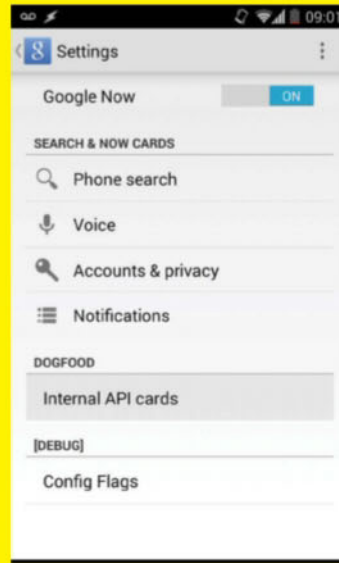 09:01
8 Settings
Google Now ON
SEARCH & NOW CARDS
Phone search
Voice
Accounts & privacy
Notifications
DOGFOOD
Internal API cards
[DEBUG]
Config Flags